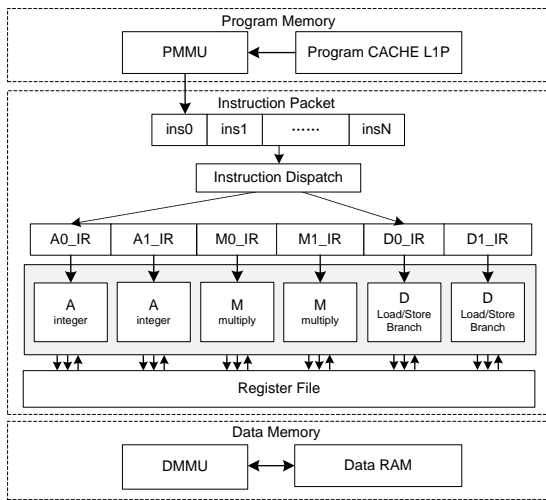 Program Memory
PMMU
Program CACHE L1P
Instruction Packet
ins0 ins1 ...... insN
Instruction Dispatch
A0_IR A1_IR M0_IR M1_IR D0_IR D1_IR
A A M M D D
integer integer multiply multiply Load/Store Load/Store
Branch Branch
Register File
Data Memory
DMMU
Data RAM